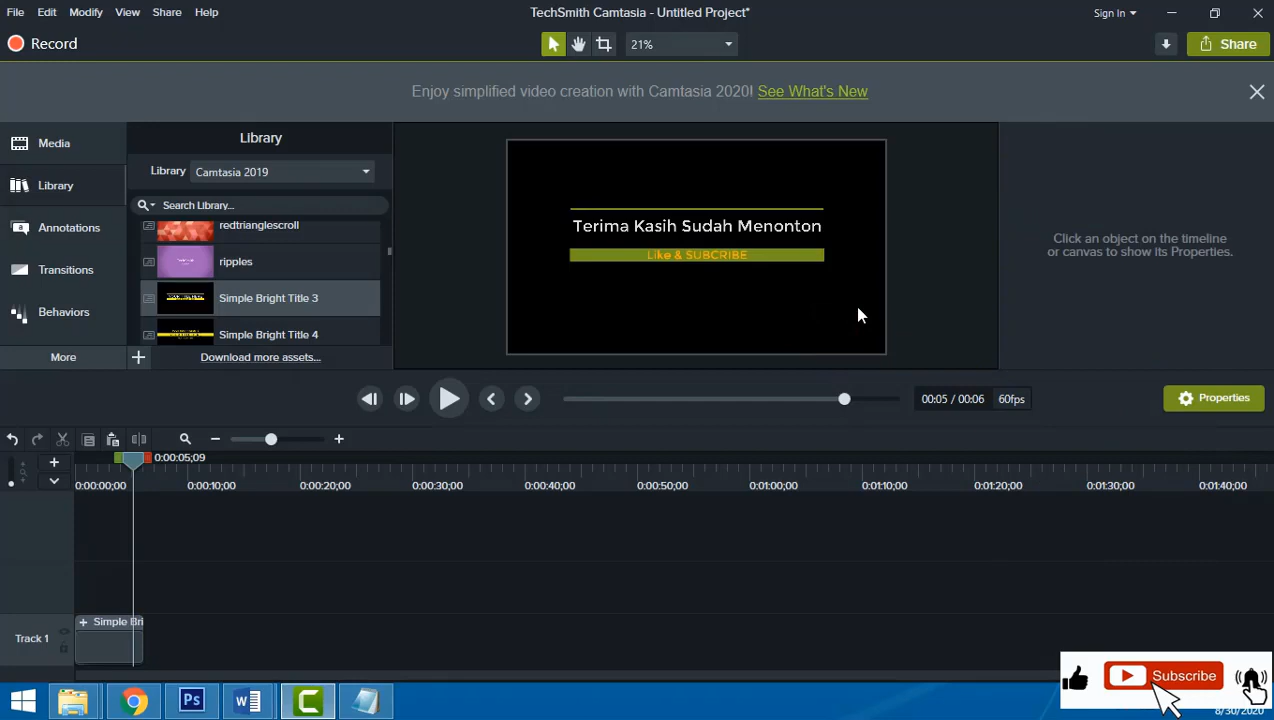 File Edit Modify View Share Help
TechSmith Camtasia - Untitled Project*
Sign In
Record
21%
Share
Enjoy simplified video creation with Camtasia 2020! See What's New
Media
Library
Annotations
Transitions
Behaviors
More
Library
Library Camtasia 2019
Search Library...
redtrianglescroll
ripples
Simple Bright Title 3
Simple Bright Title 4
Download more assets...
Terima Kasih Sudah Menonton
Like & SUBCRIBE
Click an object on the timeline
or canvas to show its Properties.
00:05 / 00:06 60fps
Properties
0:00:05;09
0:00:00;00 0:00:10;00 0:00:20;00 0:00:30;00 0:00:40;00 0:00:50;00 0:01:00;00 0:01:10;00 0:01:20;00 0:01:30;00 0:01:40;00
Track 1
Simple Bri
Subscribe
8/30/2020